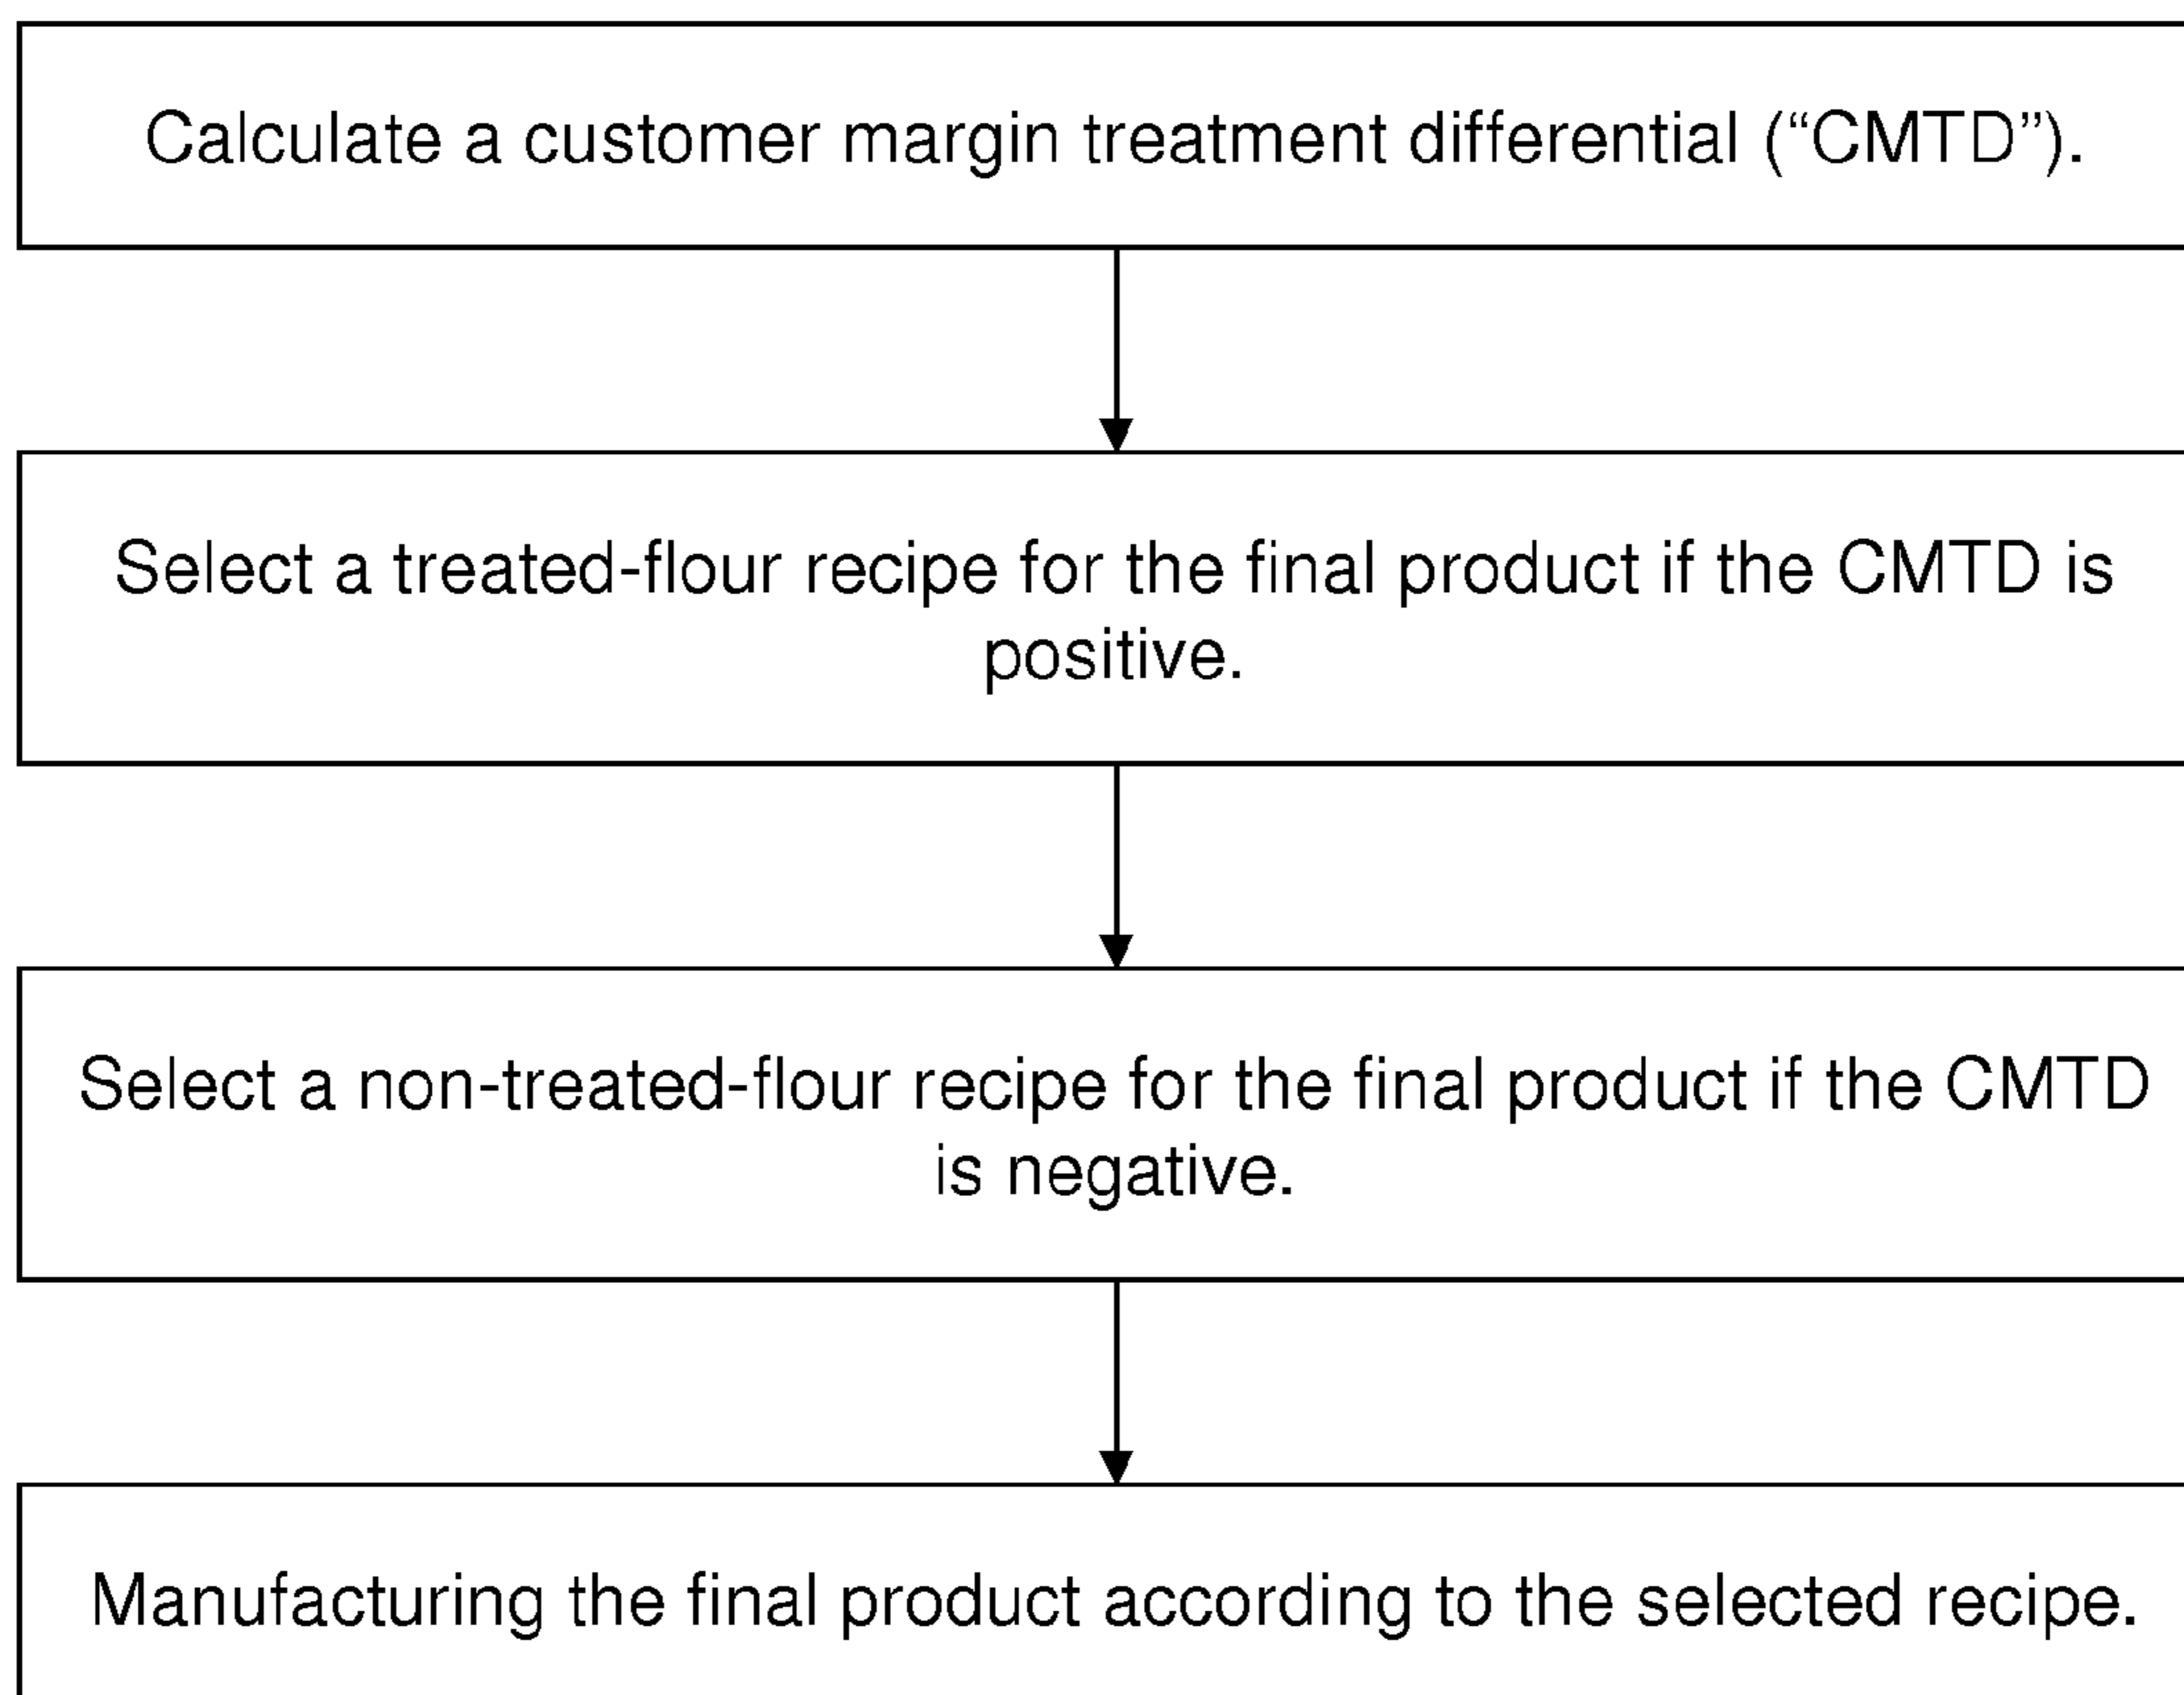 Calculate a customer margin treatment differential (“CMTD”).
Select a treated-flour recipe for the final product if the CMTD is
positive.
Select a non-treated-flour recipe for the final product if the CMTD
is negative.
Manufacturing the final product according to the selected recipe.